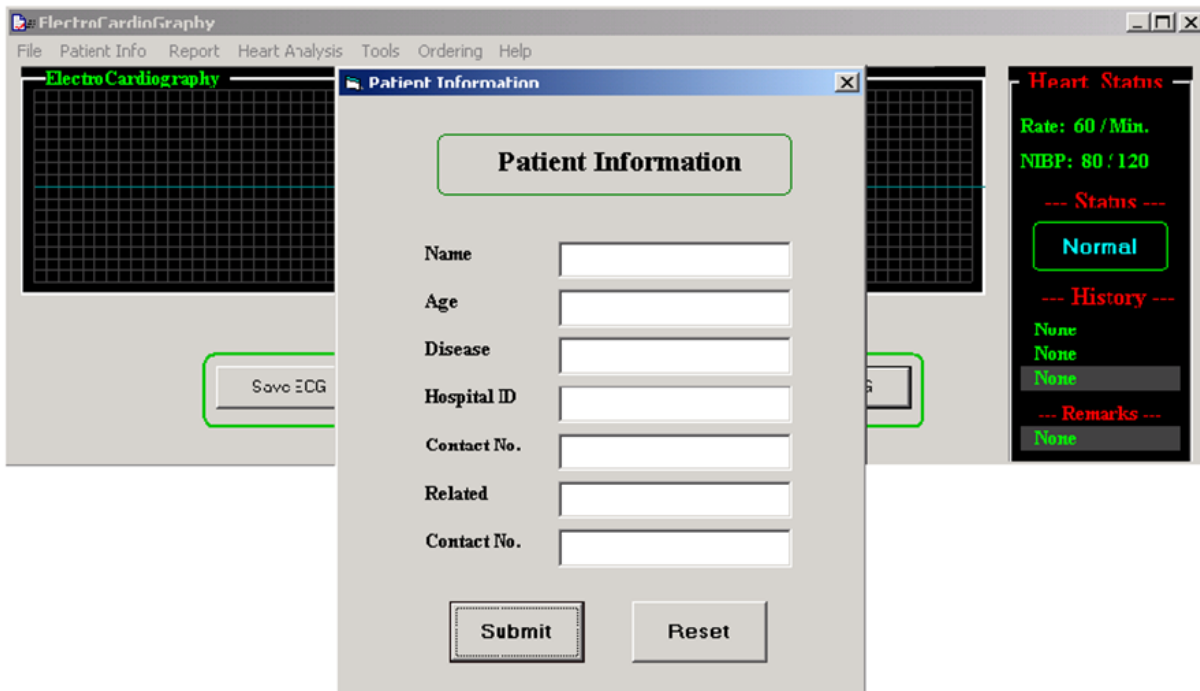 ElectroCardioGraphy
File Patient Info Report Heart Analysis Tools Ordering Help
ElectroCardiography
Patient Information
Patient Information
Name
Age
Disease
Hospital ID
Contact No.
Related
Contact No.
Submit Reset
Save ECG
G
Heart Status
Rate: 60 / Min.
NIBP: 80 / 120
--- Status ---
Normal
--- History ---
None
None
None
--- Remarks ---
None